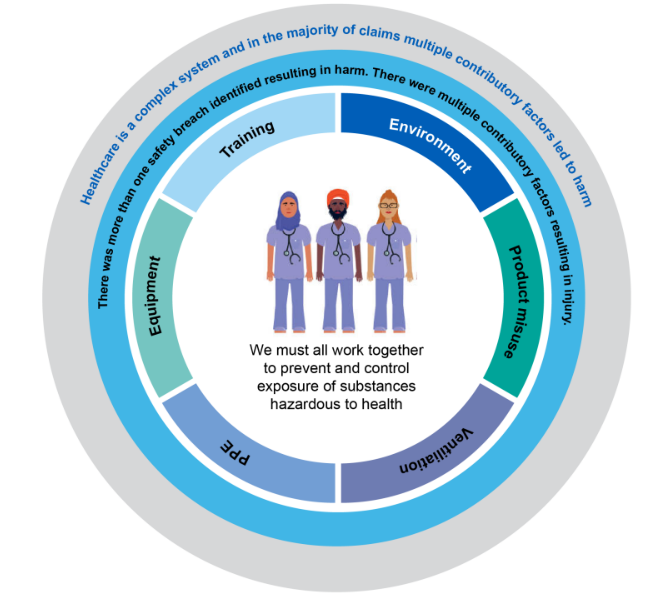 Healthcare is a complex system and in the majority of claims multiple contributory factors led to harm
There was more than one safety breach identified resulting in harm. There were multiple contributory factors resulting in injury.
Training
Environment
Equipment
Product misuse
PPE
Ventiliation
We must all work together
to prevent and control
exposure of substances
hazardous to health